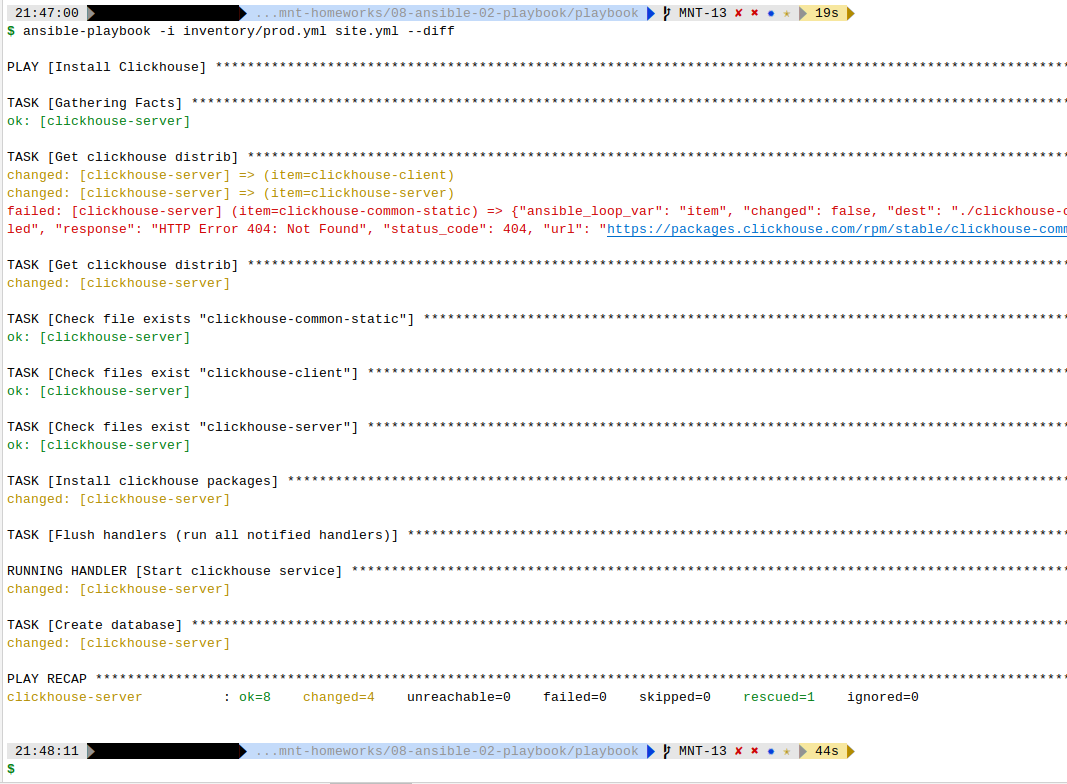 21:47:00 ...mnt-homeworks/08-ansible-02-playbook/playbook MNT-13 ✘ ✖ ● ★ 19s
$ ansible-playbook -i inventory/prod.yml site.yml --diff
PLAY [Install Clickhouse] **********************************************************************************************************
TASK [Gathering Facts] *************************************************************************************************************
ok: [clickhouse-server]
TASK [Get clickhouse distrib] ******************************************************************************************************
changed: [clickhouse-server] => (item=clickhouse-client)
changed: [clickhouse-server] => (item=clickhouse-server)
failed: [clickhouse-server] (item=clickhouse-common-static) => {"ansible_loop_var": "item", "changed": false, "dest": "./clickhouse-c
led", "response": "HTTP Error 404: Not Found", "status_code": 404, "url": "https://packages.clickhouse.com/rpm/stable/clickhouse-comm
TASK [Get clickhouse distrib] ******************************************************************************************************
changed: [clickhouse-server]
TASK [Check file exists "clickhouse-common-static"] ********************************************************************************
ok: [clickhouse-server]
TASK [Check files exist "clickhouse-client"] ***************************************************************************************
ok: [clickhouse-server]
TASK [Check files exist "clickhouse-server"] ***************************************************************************************
ok: [clickhouse-server]
TASK [Install clickhouse packages] *************************************************************************************************
changed: [clickhouse-server]
TASK [Flush handlers (run all notified handlers)] **********************************************************************************
RUNNING HANDLER [Start clickhouse service] *****************************************************************************************
changed: [clickhouse-server]
TASK [Create database] *************************************************************************************************************
changed: [clickhouse-server]
PLAY RECAP *************************************************************************************************************************
clickhouse-server : ok=8 changed=4 unreachable=0 failed=0 skipped=0 rescued=1 ignored=0
21:48:11 ...mnt-homeworks/08-ansible-02-playbook/playbook MNT-13 ✘ ✖ ● ★ 44s
$